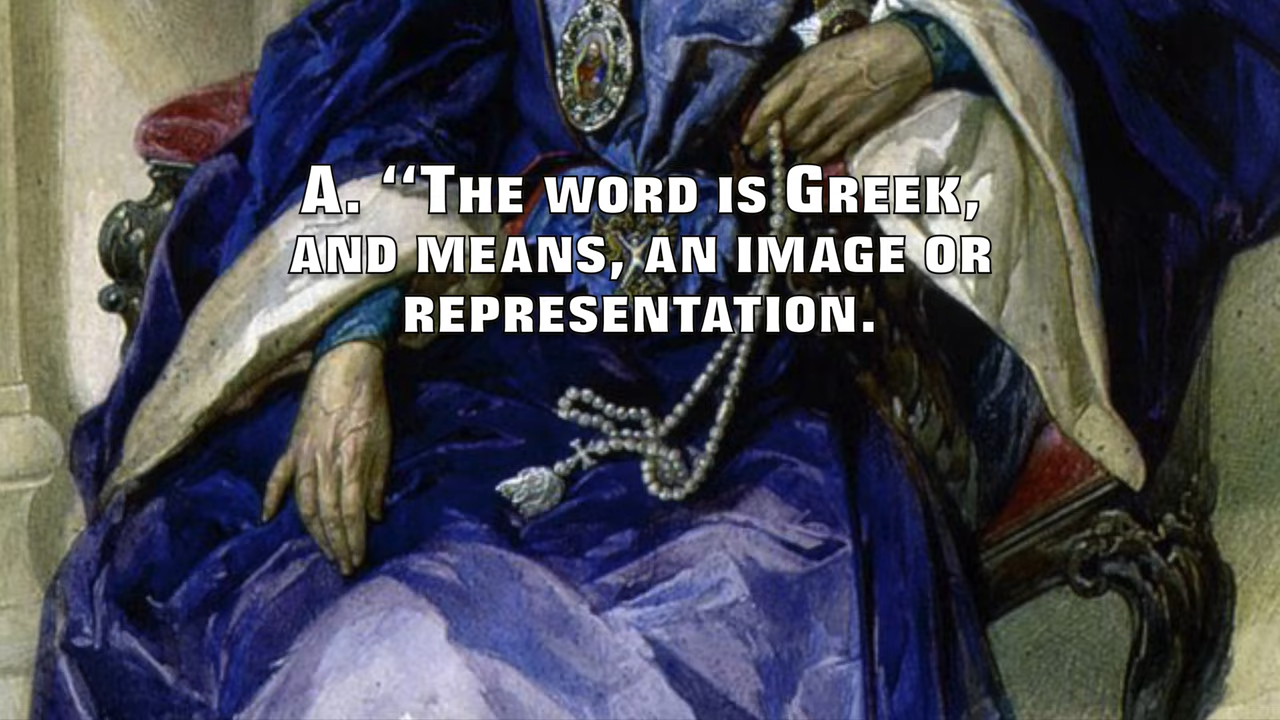 A. “The word is Greek,
and means, an image or
representation.